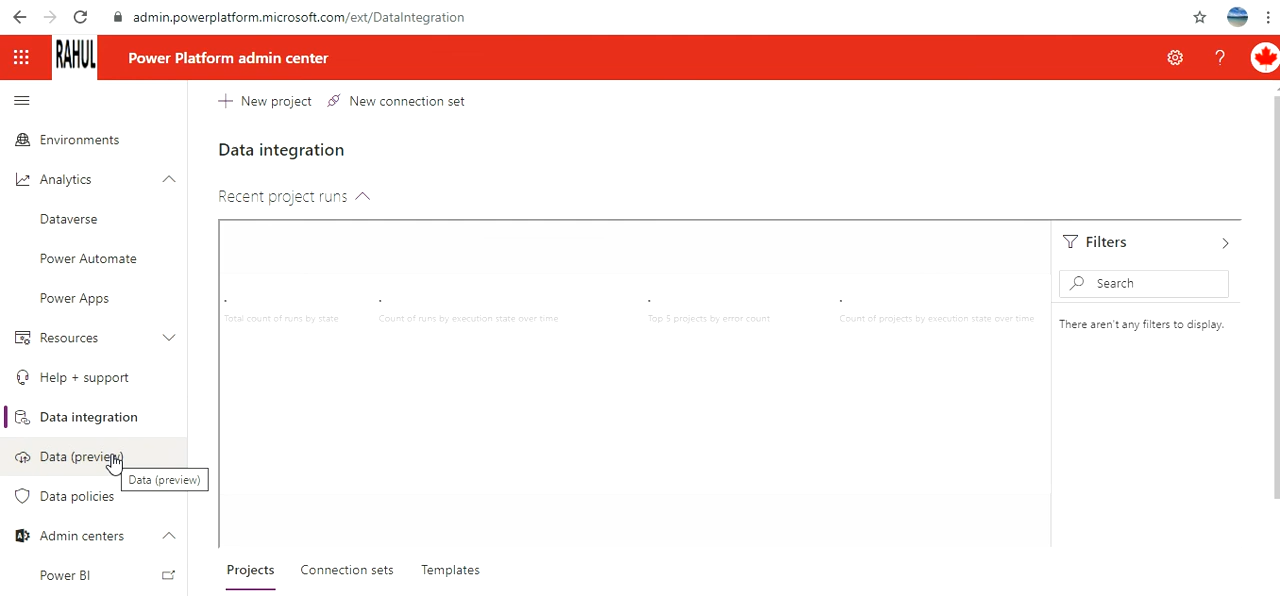 admin.powerplatform.microsoft.com/ext/DataIntegration
RAHUL
Power Platform admin center
?
New project
New connection set
Environments
Data integration
Analytics
Recent project runs
Dataverse
Filters
Power Automate
Search
Power Apps
Total count of runs by state
Count of runs by execution state over time
Top 5 projects by error count
Count of projects by execution state over time
There aren't any filters to display.
Resources
Help + support
Data integration
Data (preview)
Data (preview)
Data policies
Admin centers
Power BI
Projects
Connection sets
Templates